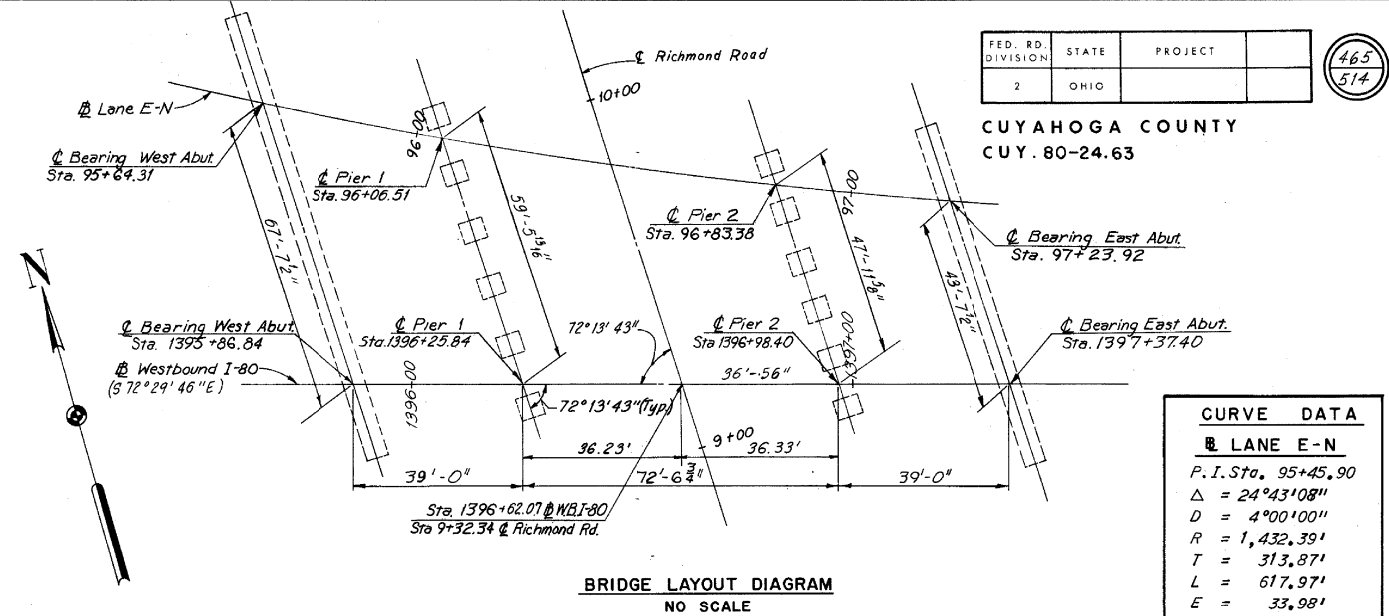 ℄ Richmond Road
10+00
FED. RD. DIVISION STATE PROJECT
2 OHIO
465
514
CUYAHOGA COUNTY
CUY. 80-24.63
℄ Lane E-N
96-00
℄ Bearing West Abut.
Sta. 95+64.31
℄ Pier 1
Sta. 96+06.51
59'-5 13/16"
67'-7 1/2"
℄ Pier 2
Sta. 96+83.38
97-00
47'-11 5/8"
43'-7 1/2"
℄ Bearing East Abut.
Sta. 97+23.92
N
℄ Bearing West Abut.
Sta. 1395+86.84
℄ Pier 1
Sta. 1396+25.84
72°13'43"
℄ Pier 2
Sta 1396+98.40
1397+00
℄ Bearing East Abut.
Sta. 1397+37.40
Westbound I-80
(S 72°29'46"E)
1396-00
36'-.56"
72°13'43"(Typ.)
9+00
36.23'
36.33'
39'-0"
72'-6 3/4"
39'-0"
Sta. 1396+62.07 W.B.I-80
Sta 9+32.34 ℄ Richmond Rd.
BRIDGE LAYOUT DIAGRAM
NO SCALE
CURVE DATA
LANE E-N
P.I. Sta. 95+45.90
Δ = 24°43'08"
D = 4°00'00"
R = 1,432.39'
T = 313.87'
L = 617.97'
E = 33.98'